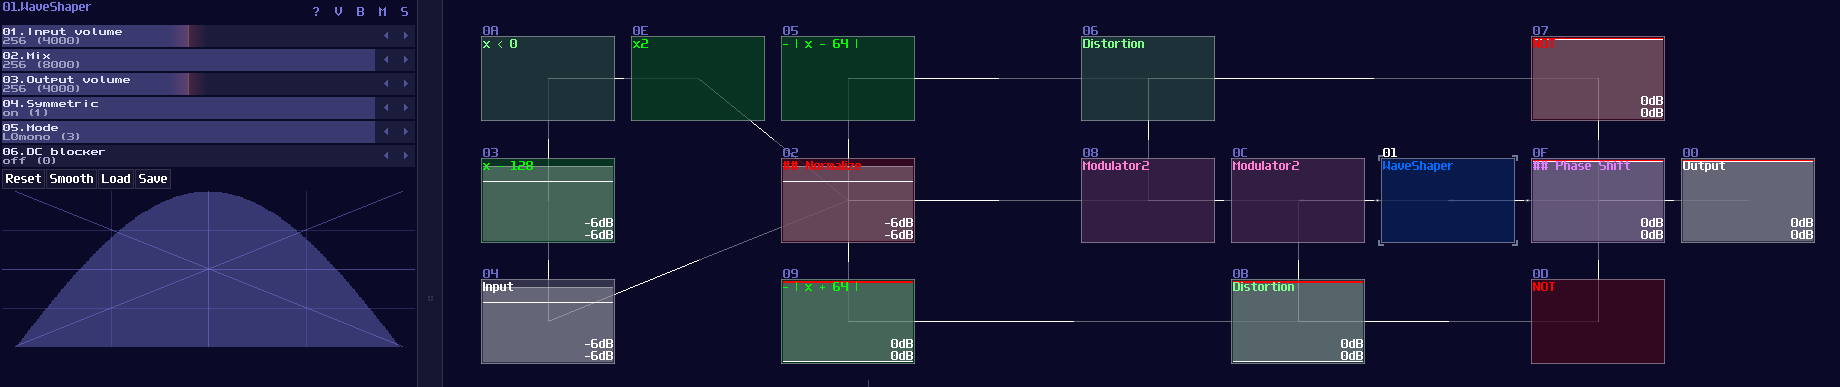 01.WaveShaper
? V B M S
01.Input volume
256 (4000)
02.Mix
256 (8000)
03.Output volume
256 (4000)
04.Symmetric
on (1)
05.Mode
LQmono (3)
06.DC blocker
off (0)
Reset Smooth Load Save
0A
x < 0
0E
x2
05
- | x - 64 |
06
Distortion
07
NOT
0dB
0dB
03
x - 128
-6dB
-6dB
02
## Normalize
-6dB
-6dB
08
Modulator2
0C
Modulator2
01
WaveShaper
0F
## Phase Shift
0dB
0dB
00
Output
0dB
0dB
04
Input
-6dB
-6dB
09
- | x + 64 |
0dB
0dB
0B
Distortion
0dB
0dB
0D
NOT